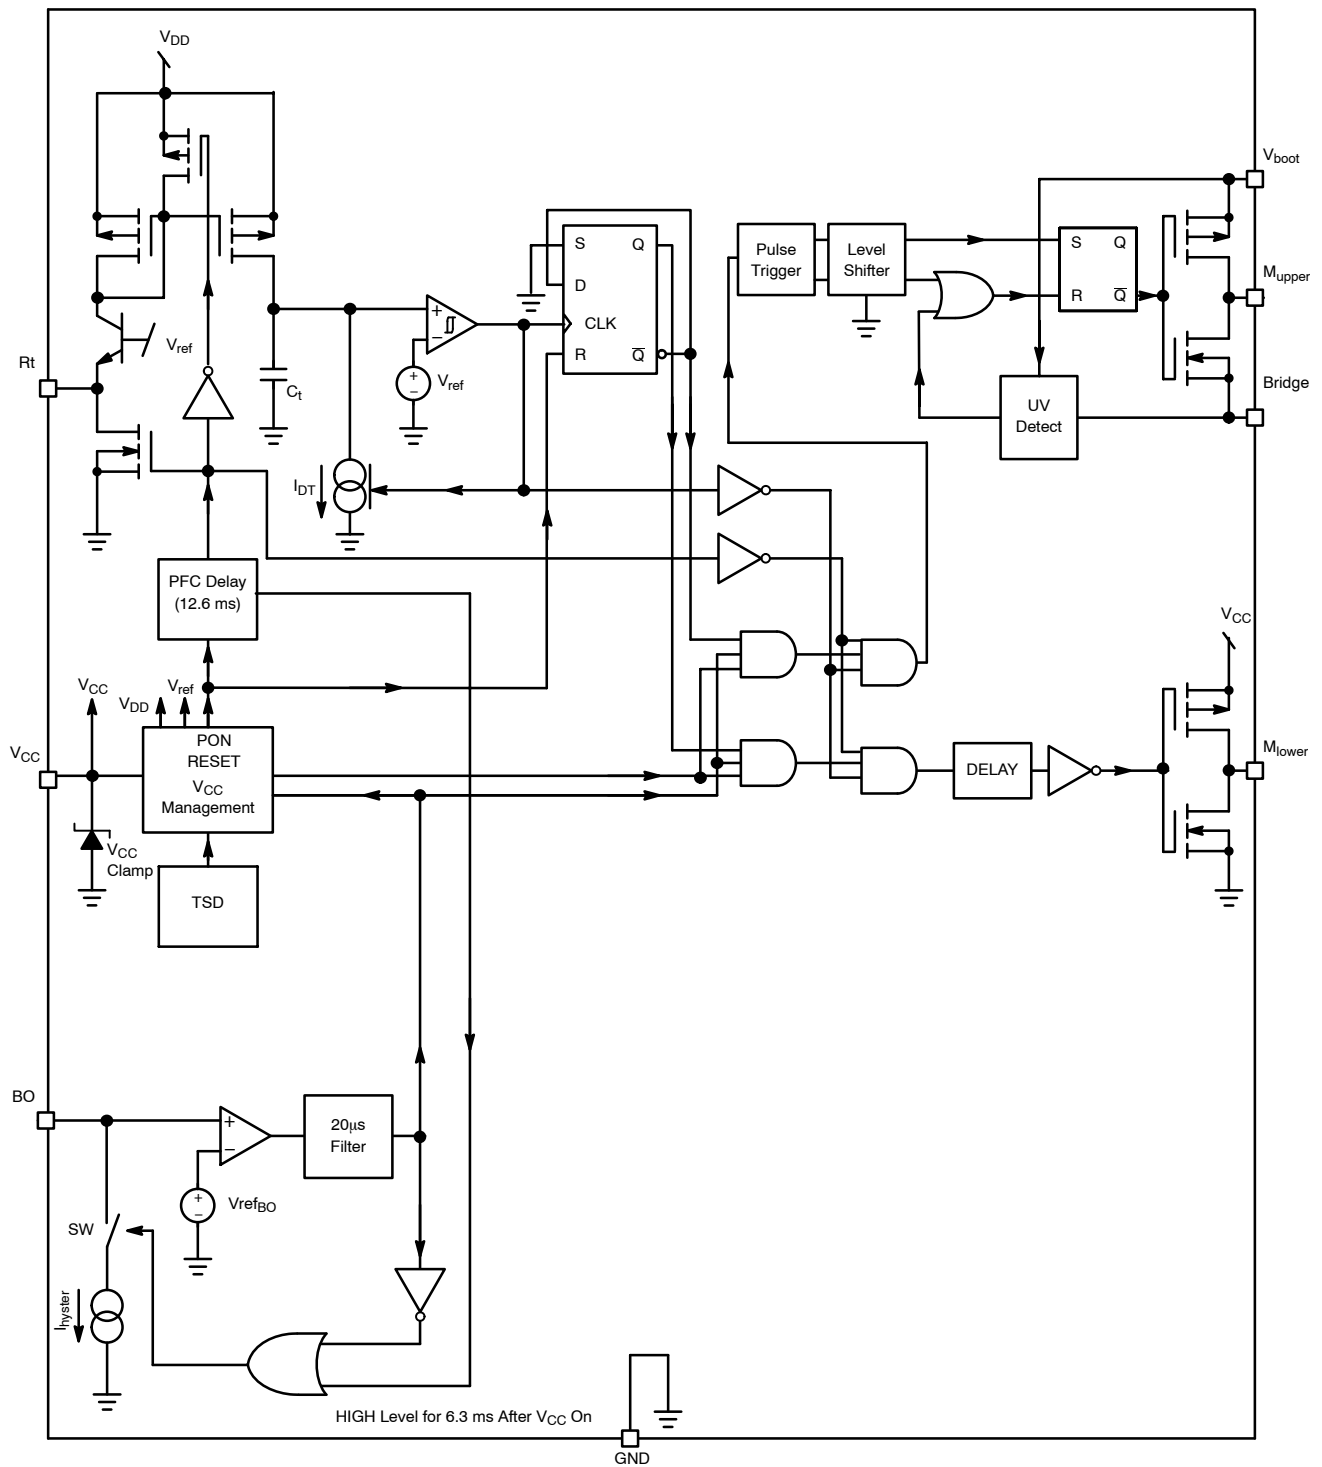 VDD
Vboot
S Q
Pulse
Trigger
Level
Shifter
S Q
Mupper
D
R Q
Vref
+
−
CLK
Rt
R Q
+
−
Vref
Ct
Bridge
UV
Detect
IDT
PFC Delay
(12.6 ms)
VCC
VCC
Vref
VDD
PON
RESET
VCC
Mlower
VCC
Management
DELAY
VCC
Clamp
TSD
BO
+
−
20μs
Filter
+
−
VrefBO
SW
Ihyster
HIGH Level for 6.3 ms After VCC On
GND